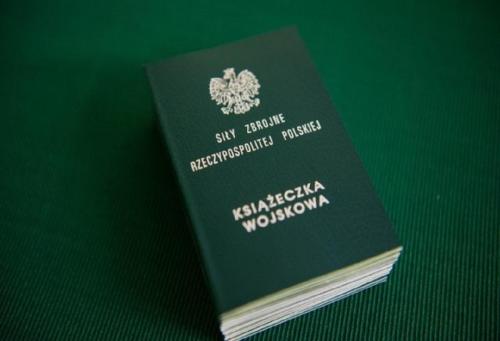 SIŁY ZBROJNE
RZECZYPOSPOLITEJ POLSKIEJ
KSIĄŻECZKA
WOJSKOWA